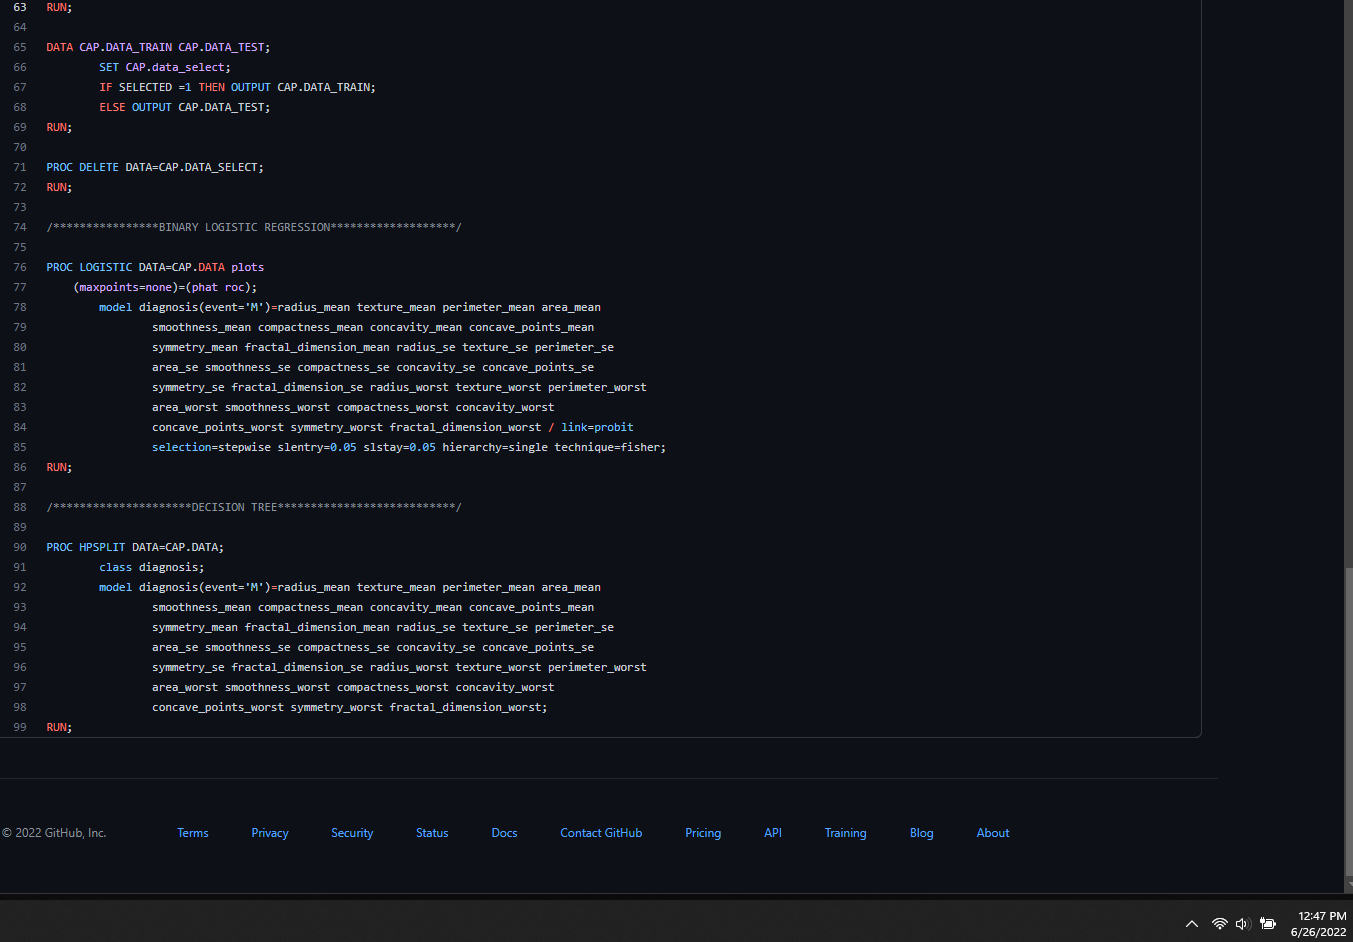 63 RUN;
64
65 DATA CAP.DATA_TRAIN CAP.DATA_TEST;
66 SET CAP.data_select;
67 IF SELECTED =1 THEN OUTPUT CAP.DATA_TRAIN;
68 ELSE OUTPUT CAP.DATA_TEST;
69 RUN;
70
71 PROC DELETE DATA=CAP.DATA_SELECT;
72 RUN;
73
74 /****************BINARY LOGISTIC REGRESSION*******************/
75
76 PROC LOGISTIC DATA=CAP.DATA plots
77 (maxpoints=none)=(phat roc);
78 model diagnosis(event='M')=radius_mean texture_mean perimeter_mean area_mean
79 smoothness_mean compactness_mean concavity_mean concave_points_mean
80 symmetry_mean fractal_dimension_mean radius_se texture_se perimeter_se
81 area_se smoothness_se compactness_se concavity_se concave_points_se
82 symmetry_se fractal_dimension_se radius_worst texture_worst perimeter_worst
83 area_worst smoothness_worst compactness_worst concavity_worst
84 concave_points_worst symmetry_worst fractal_dimension_worst / link=probit
85 selection=stepwise slentry=0.05 slstay=0.05 hierarchy=single technique=fisher;
86 RUN;
87
88 /*********************DECISION TREE***************************/
89
90 PROC HPSPLIT DATA=CAP.DATA;
91 class diagnosis;
92 model diagnosis(event='M')=radius_mean texture_mean perimeter_mean area_mean
93 smoothness_mean compactness_mean concavity_mean concave_points_mean
94 symmetry_mean fractal_dimension_mean radius_se texture_se perimeter_se
95 area_se smoothness_se compactness_se concavity_se concave_points_se
96 symmetry_se fractal_dimension_se radius_worst texture_worst perimeter_worst
97 area_worst smoothness_worst compactness_worst concavity_worst
98 concave_points_worst symmetry_worst fractal_dimension_worst;
99 RUN;
© 2022 GitHub, Inc. Terms Privacy Security Status Docs Contact GitHub Pricing API Training Blog About
12:47 PM
6/26/2022